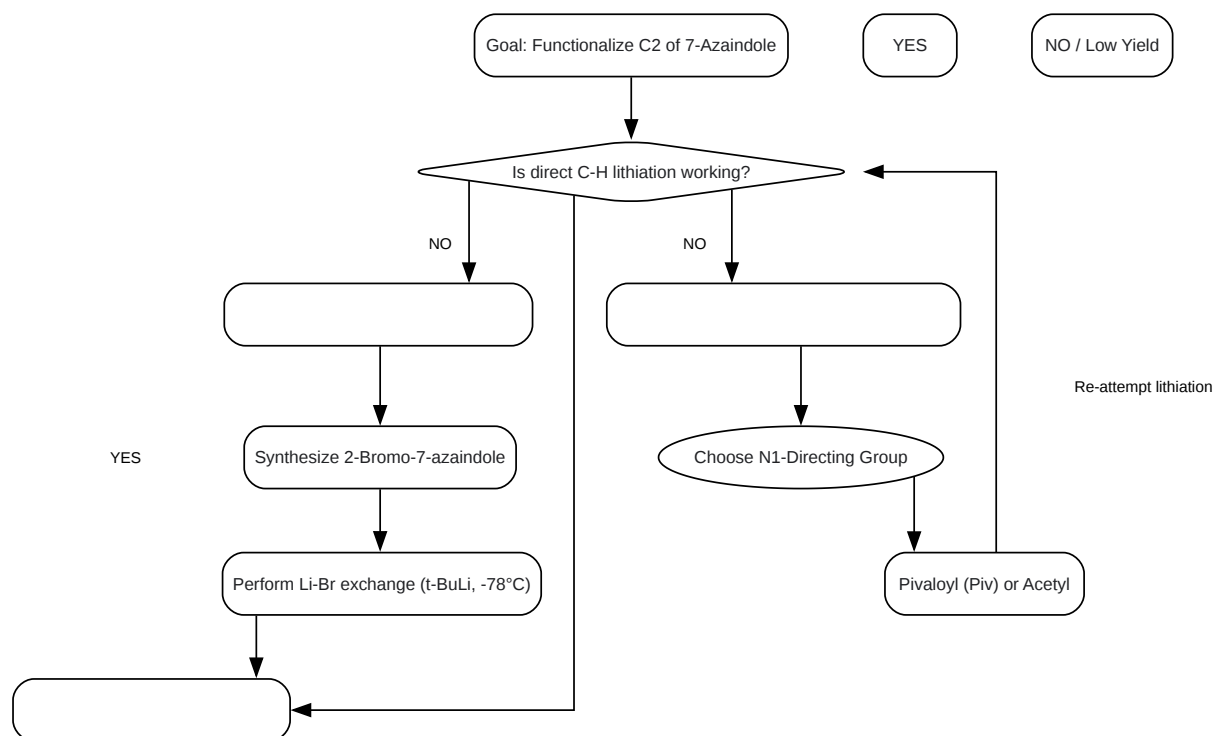 Goal: Functionalize C2 of 7-Azaindole
YES
NO / Low Yield
Is direct C-H lithiation working?
NO
NO
Re-attempt lithiation
YES
Synthesize 2-Bromo-7-azaindole
Choose N1-Directing Group
Perform Li-Br exchange (t-BuLi, -78°C)
Pivaloyl (Piv) or Acetyl